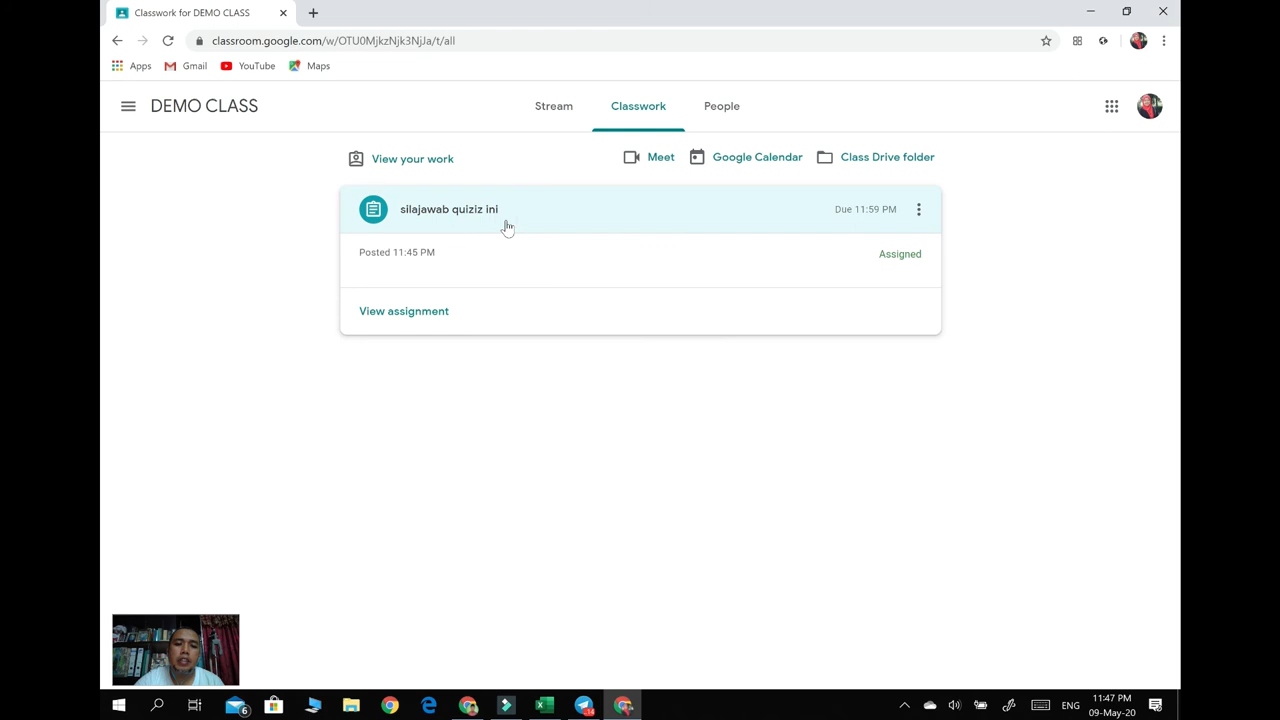 Classwork for DEMO CLASS
classroom.google.com/w/OTU0MjkzNjk3NjJa/t/all
Apps Gmail YouTube Maps
DEMO CLASS Stream Classwork People
View your work Meet Google Calendar Class Drive folder
silajawab quiziz ini Due 11:59 PM
Posted 11:45 PM Assigned
View assignment
6 14 ENG 11:47 PM
09-May-20